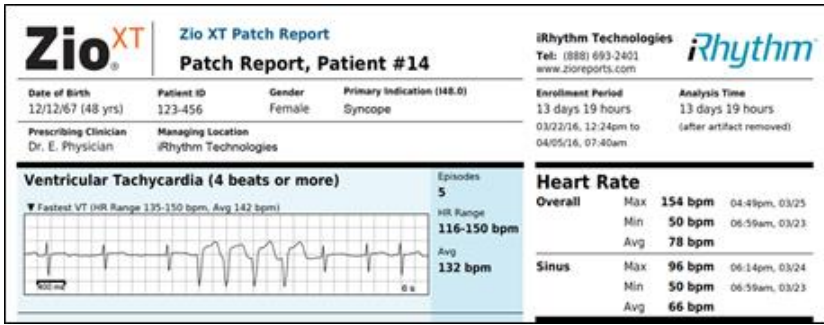 ZioXT®
Zio XT Patch Report
Patch Report, Patient #14
iRhythm Technologies
Tel: (888) 693-2401
www.zioreports.com
iRhythm
Date of Birth
12/12/67 (48 yrs)
Patient ID
123-456
Gender
Female
Primary Indication (I48.0)
Syncope
Enrollment Period
13 days 19 hours
03/22/16, 12:24pm to
04/05/16, 07:40am
Analysis Time
13 days 19 hours
(after artifact removed)
Prescribing Clinician
Dr. E. Physician
Managing Location
iRhythm Technologies
Ventricular Tachycardia (4 beats or more)
▼ Fastest VT (HR Range 135-150 bpm, Avg 142 bpm)
400 ms
6 s
Episodes
5
HR Range
116-150 bpm
Avg
132 bpm
Heart Rate
Overall Max 154 bpm 04:49pm, 03/25
Min 50 bpm 06:59am, 03/23
Avg 78 bpm
Sinus Max 96 bpm 06:14pm, 03/24
Min 50 bpm 06:59am, 03/23
Avg 66 bpm